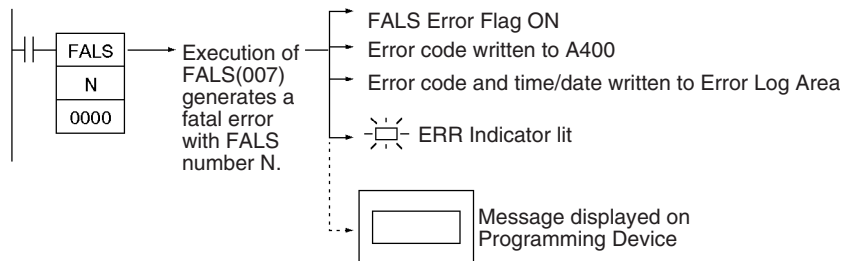 FALS
N
0000
Execution of
FALS(007)
generates a
fatal error
with FALS
number N.
FALS Error Flag ON
Error code written to A400
Error code and time/date written to Error Log Area
ERR Indicator lit
Message displayed on
Programming Device